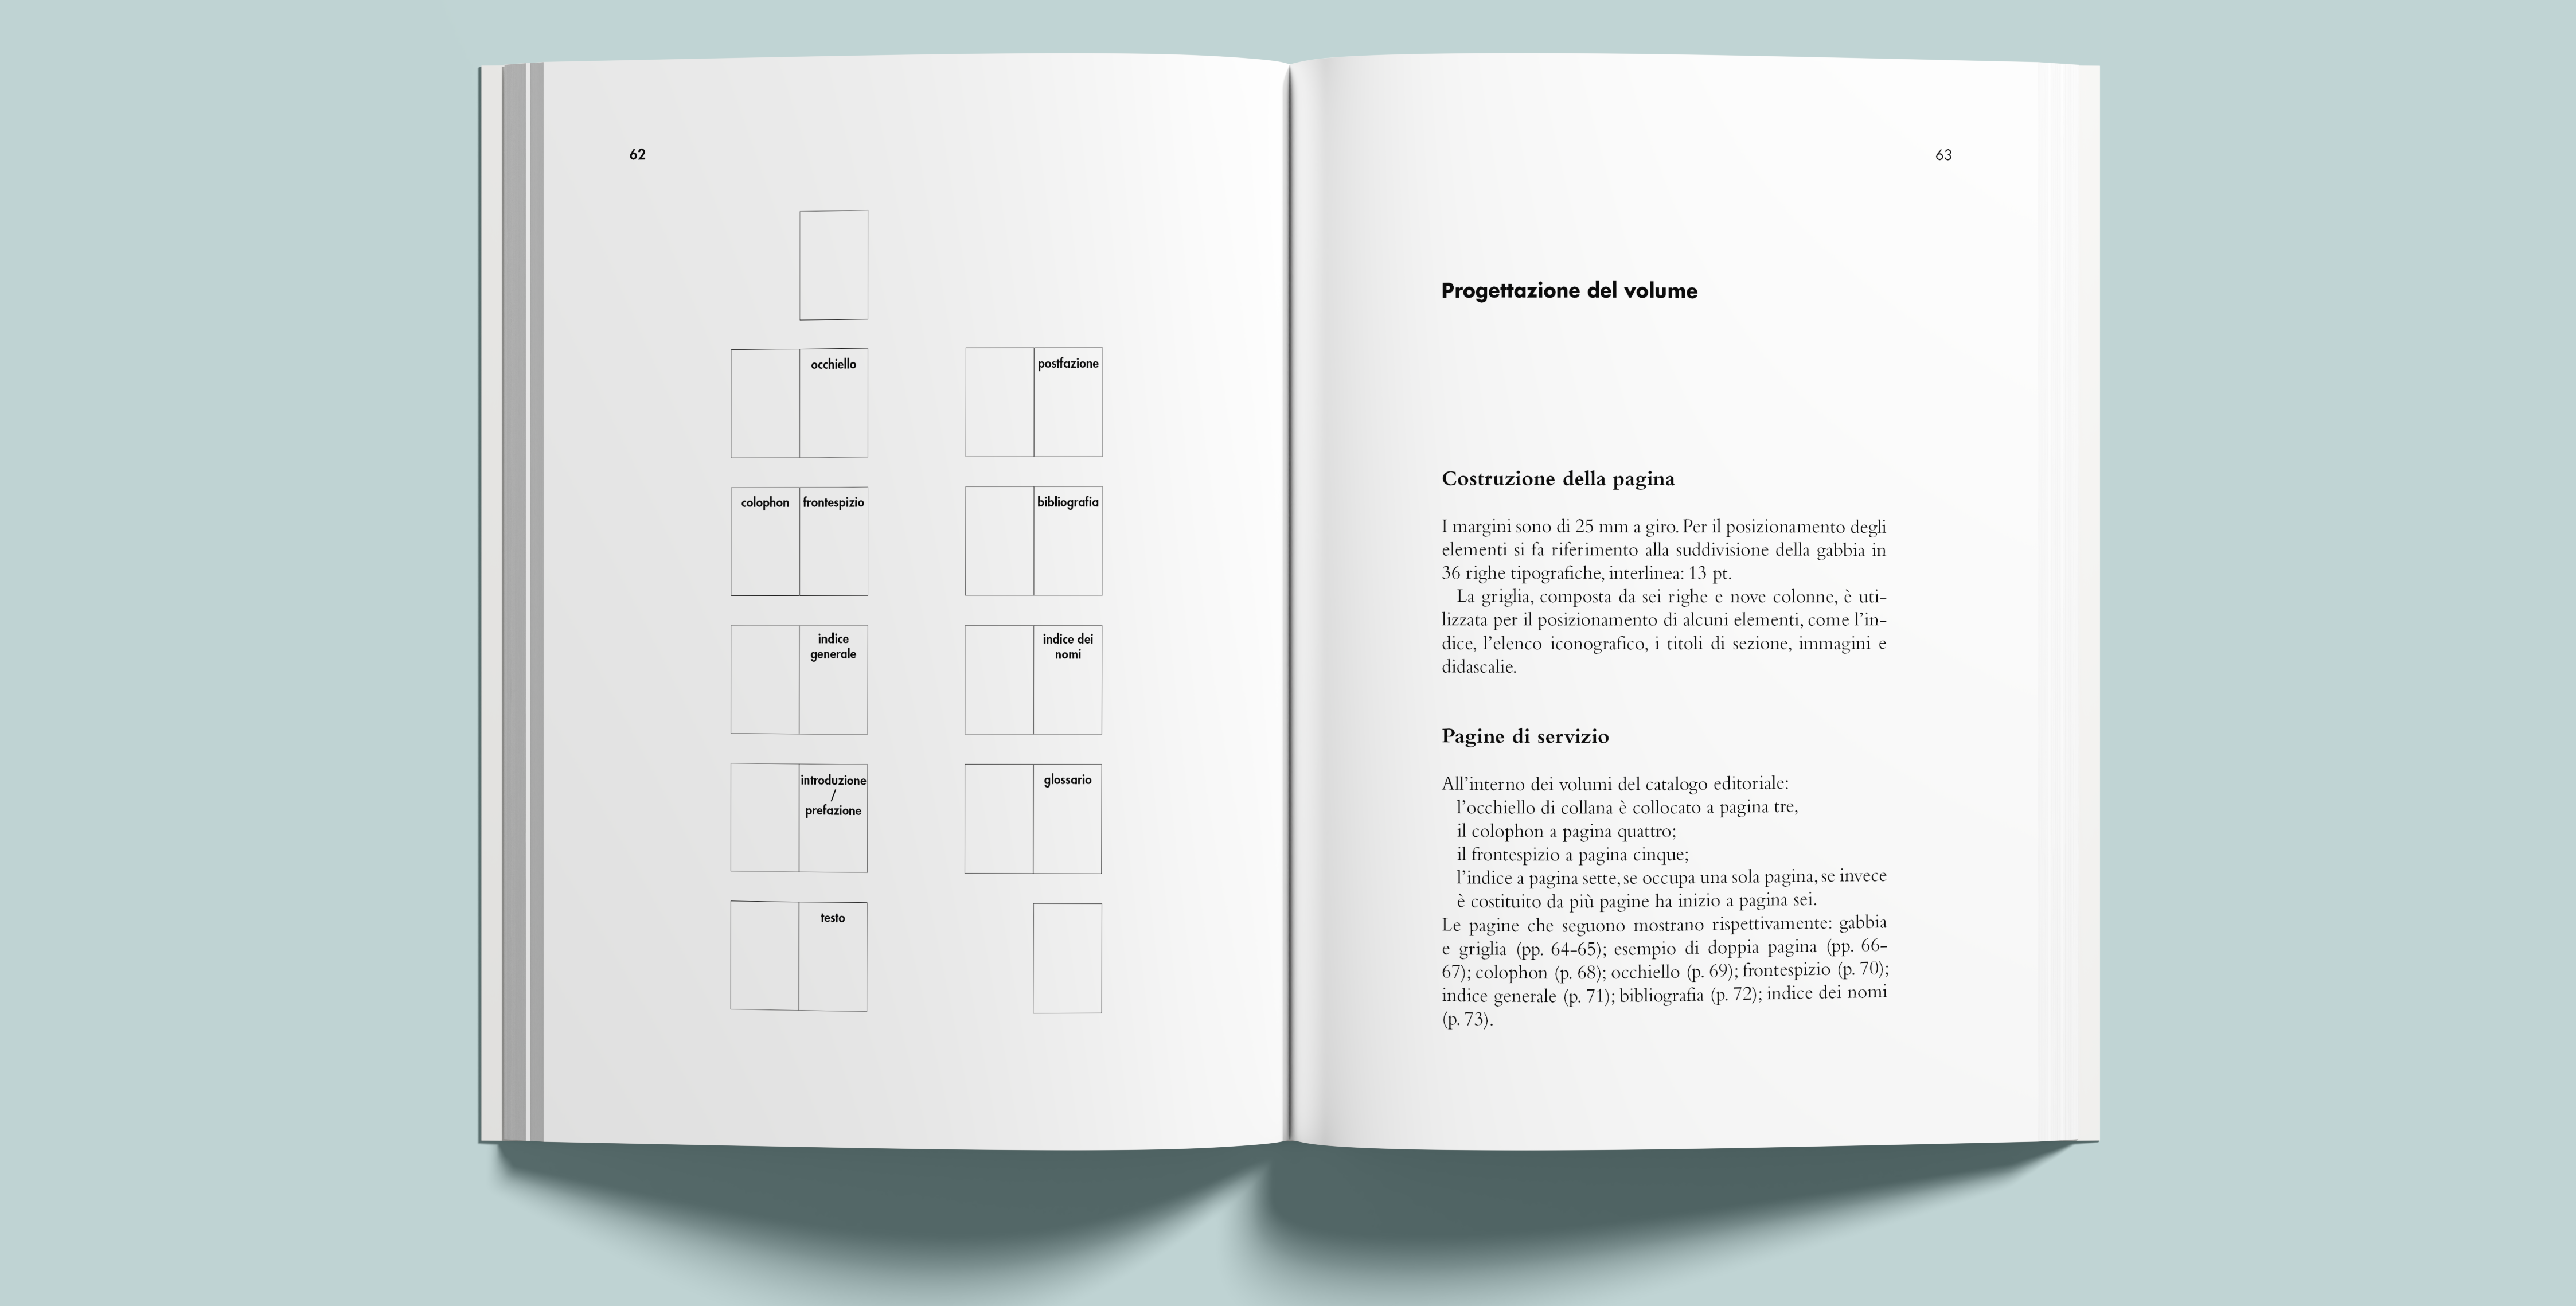 62
occhiello
colophon
frontespizio
indice
generale
introduzione
/
prefazione
testo
postfazione
bibliografia
indice dei
nomi
glossario
63
Progettazione del volume
Costruzione della pagina
I margini sono di 25 mm a giro. Per il posizionamento degli
elementi si fa riferimento alla suddivisione della gabbia in
36 righe tipografiche, interlinea: 13 pt.
La griglia, composta da sei righe e nove colonne, è uti-
lizzata per il posizionamento di alcuni elementi, come l'in-
dice, l'elenco iconografico, i titoli di sezione, immagini e
didascalie.
Pagine di servizio
All'interno dei volumi del catalogo editoriale:
l'occhiello di collana è collocato a pagina tre,
il colophon a pagina quattro;
il frontespizio a pagina cinque;
l'indice a pagina sette, se occupa una sola pagina, se invece
è costituito da più pagine ha inizio a pagina sei.
Le pagine che seguono mostrano rispettivamente: gabbia
e griglia (pp. 64-65); esempio di doppia pagina (pp. 66-
67); colophon (p. 68); occhiello (p. 69); frontespizio (p. 70);
indice generale (p. 71); bibliografia (p. 72); indice dei nomi
(p. 73).